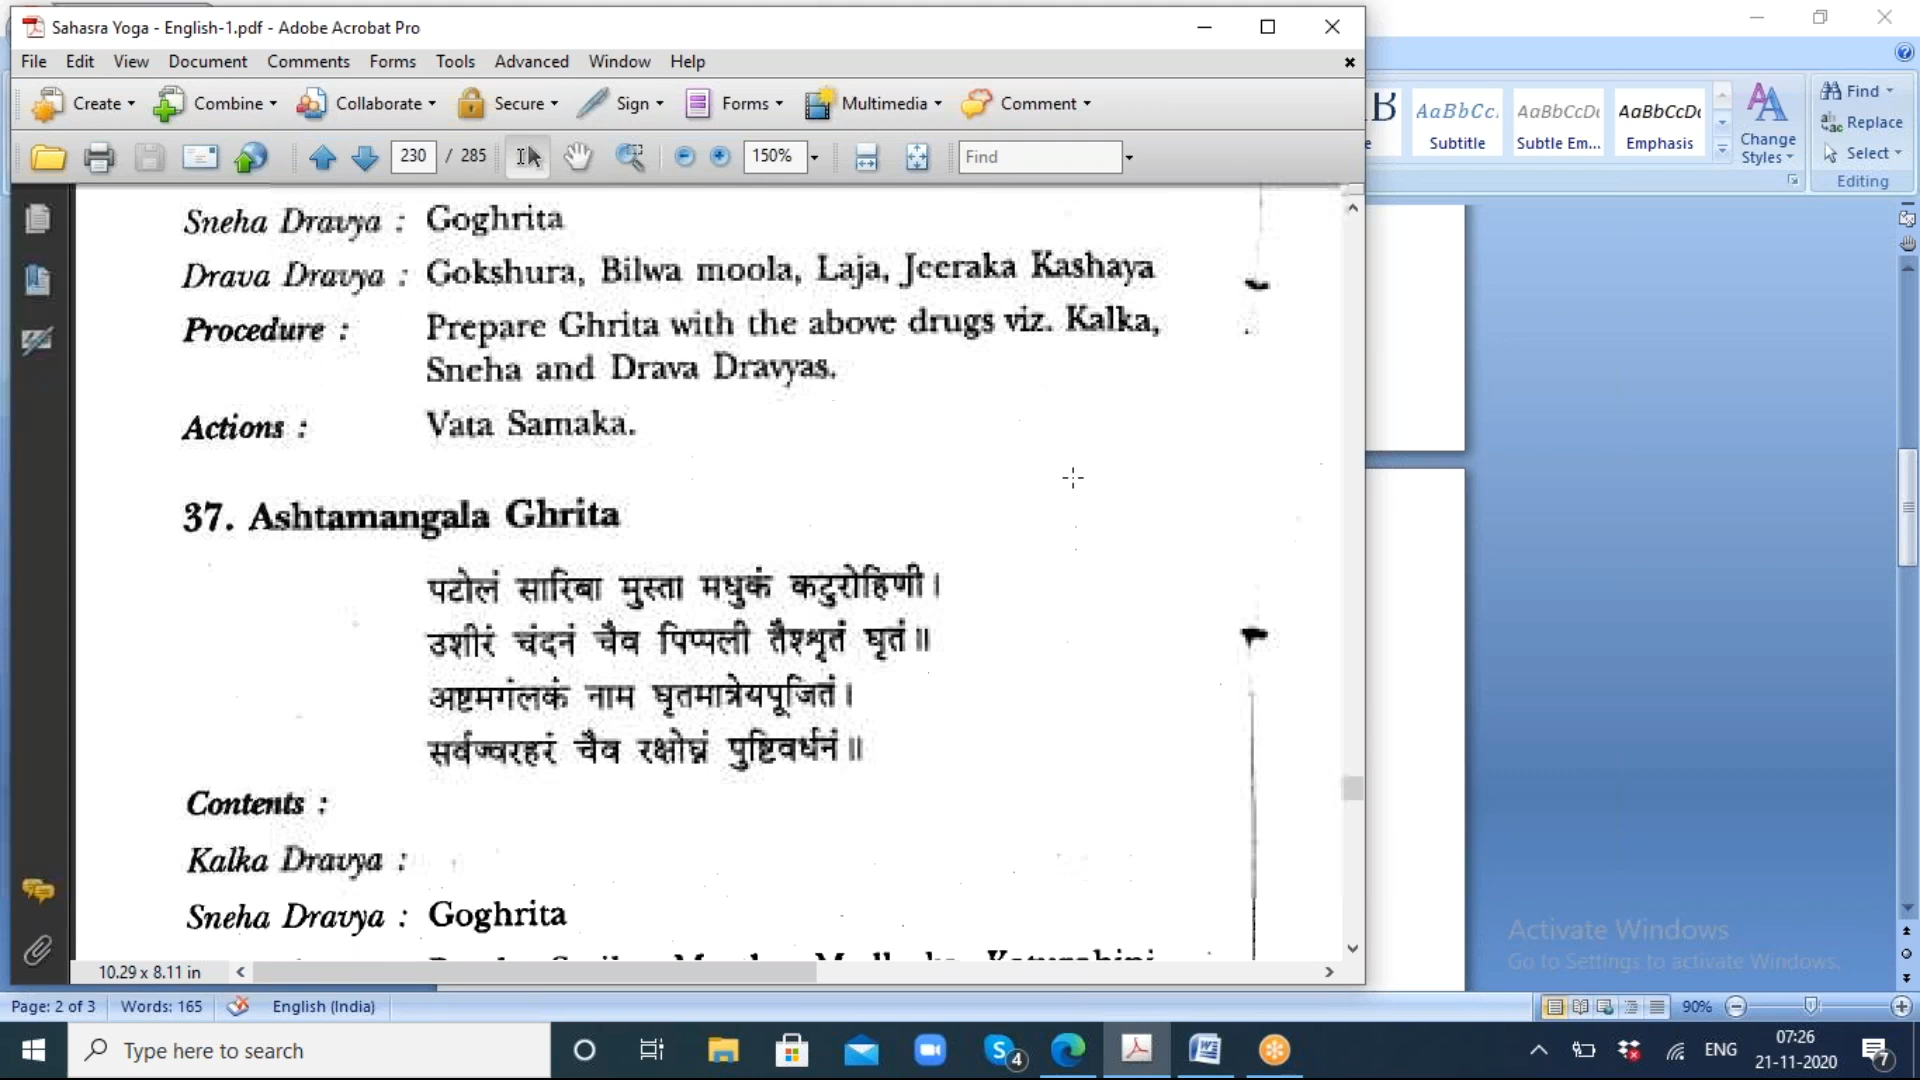 Sahasra Yoga - English-1.pdf - Adobe Acrobat Pro
File Edit View Document Comments Forms Tools Advanced Window Help
Create Combine Collaborate Secure Sign Forms Multimedia Comment
230 / 285 150% Find
Sneha Dravya : Goghrita
Drava Dravya : Gokshura, Bilwa moola, Laja, Jeeraka Kashaya
Procedure : Prepare Ghrita with the above drugs viz. Kalka,
Sneha and Drava Dravyas.
Actions : Vata Samaka.
37. Ashtamangala Ghrita
पटोलं सारिबा मुस्ता मधुकं कटुरोहिणी।
उशीरं चंदनं चैव पिप्पली तैश्शृतं घृतं॥
अष्टमगंलकं नाम घृतमात्रेयपूजितं।
सर्वज्वरहरं चैव रक्षोघ्नं पुष्टिवर्धनं॥
Contents :
Kalka Dravya :
Sneha Dravya : Goghrita
10.29 x 8.11 in
AaBbCc. AaBbCcDc AaBbCcDc
Subtitle Subtle Em... Emphasis
Change
Styles
Find
Replace
Select
Editing
Activate Windows
Go to Settings to activate Windows.
Page: 2 of 3 Words: 165 English (India) 90%
Type here to search
4
ENG
07:26
21-11-2020
7